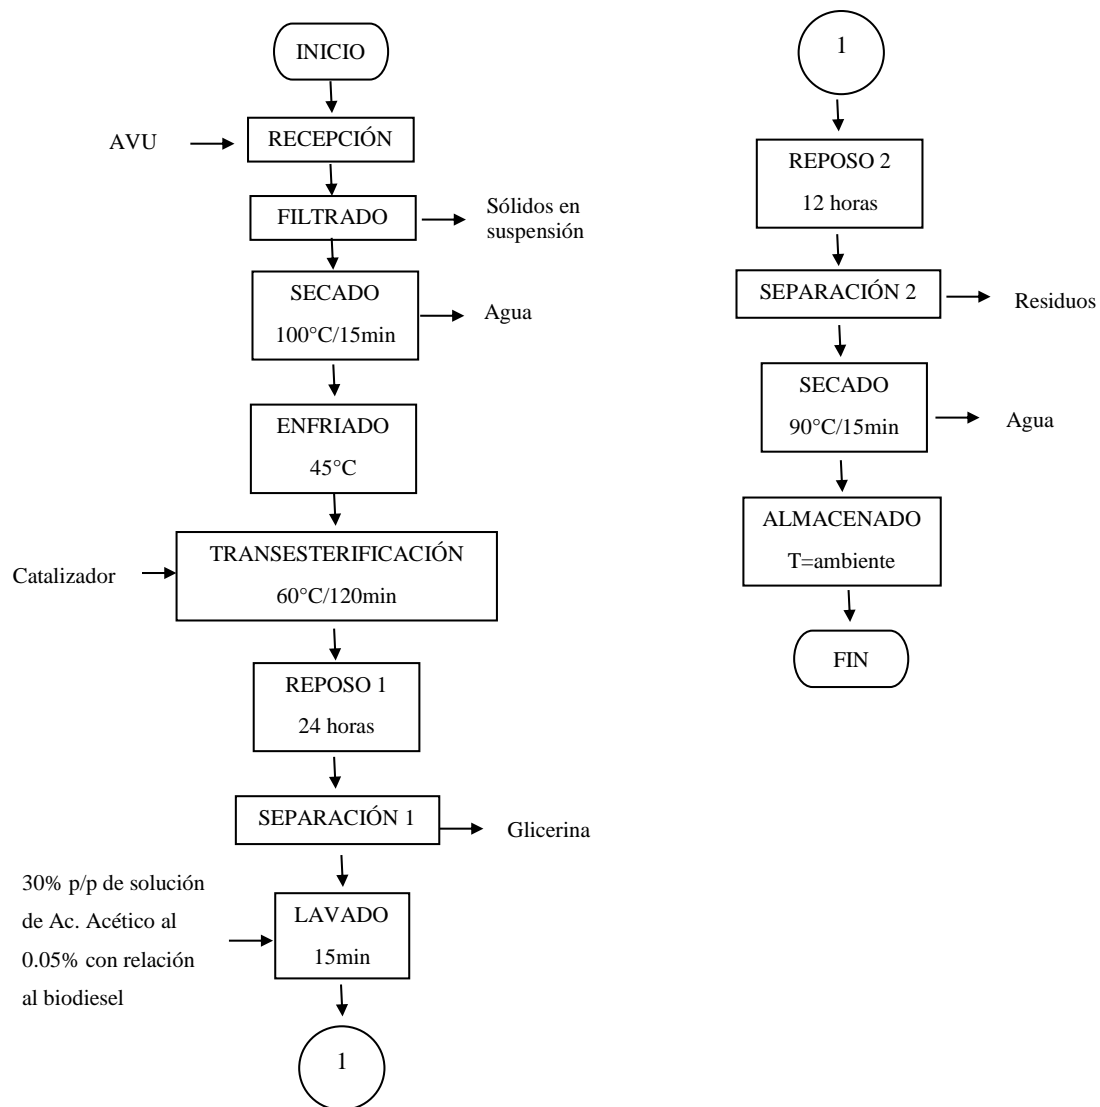 INICIO
AVU
RECEPCIÓN
FILTRADO
Sólidos en
suspensión
SECADO
100°C/15min
Agua
ENFRIADO
45°C
TRANSESTERIFICACIÓN
60°C/120min
Catalizador
REPOSO 1
24 horas
SEPARACIÓN 1
Glicerina
30% p/p de solución
de Ac. Acético al
0.05% con relación
al biodiesel
LAVADO
15min
1
1
REPOSO 2
12 horas
SEPARACIÓN 2
Residuos
SECADO
90°C/15min
Agua
ALMACENADO
T=ambiente
FIN